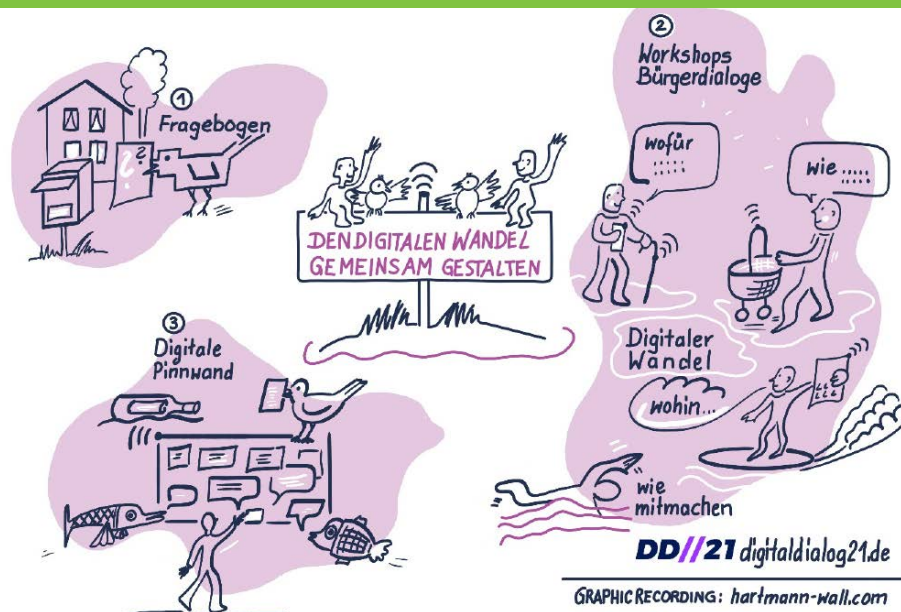 ①
Fragebogen
? ?
DEN DIGITALEN WANDEL
GEMEINSAM GESTALTEN
②
Workshops
Bürgerdialoge
wofür
wie .....
Digitaler
Wandel
wohin...
wie
mitmachen
③
Digitale
Pinnwand
DD//21 digitaldialog21.de
GRAPHIC RECORDING: hartmann-wall.com